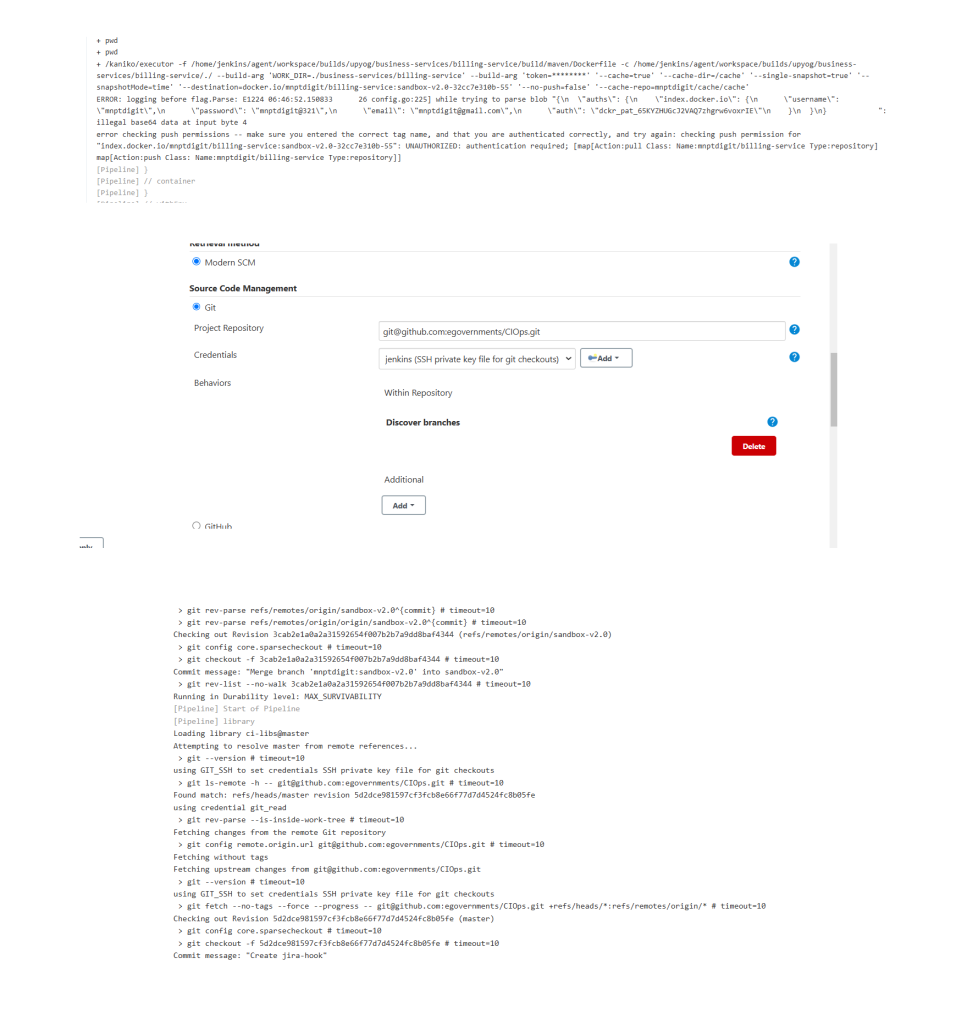 + pwd
+ pwd
+ /kaniko/executor -f /home/jenkins/agent/workspace/builds/upyog/business-services/billing-service/build/maven/Dockerfile -c /home/jenkins/agent/workspace/builds/upyog/business-
services/billing-service/./ --build-arg 'WORK_DIR=./business-services/billing-service' --build-arg 'token=********' '--cache=true' '--cache-dir=/cache' '--single-snapshot=true' '--
snapshotMode=time' '--destination=docker.io/mnptdigit/billing-service:sandbox-v2.0-32cc7e310b-55' '--no-push=false' '--cache-repo=mnptdigit/cache/cache'
ERROR: logging before flag.Parse: E1224 06:46:52.150833 26 config.go:225] while trying to parse blob "{\n \"auths\": {\n \"index.docker.io\": {\n \"username\":
\"mnptdigit\",\n \"password\": \"mnptdigit@321\",\n \"email\": \"mnptdigit@gmail.com\",\n \"auth\": \"dckr_pat_65KYZHUGcJ2VAQ7zhgrw6voxrIE\"\n }\n }\n} ":
illegal base64 data at input byte 4
error checking push permissions -- make sure you entered the correct tag name, and that you are authenticated correctly, and try again: checking push permission for
"index.docker.io/mnptdigit/billing-service:sandbox-v2.0-32cc7e310b-55": UNAUTHORIZED: authentication required; [map[Action:pull Class: Name:mnptdigit/billing-service Type:repository]
map[Action:push Class: Name:mnptdigit/billing-service Type:repository]]
[Pipeline] }
[Pipeline] // container
[Pipeline] }
Retrieval method
Modern SCM
Source Code Management
Git
Project Repository
git@github.com:egovernments/CIOps.git
Credentials
jenkins (SSH private key file for git checkouts) Add
Behaviors
Within Repository
Discover branches
Delete
Additional
Add
GitHub
> git rev-parse refs/remotes/origin/sandbox-v2.0^{commit} # timeout=10
> git rev-parse refs/remotes/origin/origin/sandbox-v2.0^{commit} # timeout=10
Checking out Revision 3cab2e1a0a2a31592654f007b2b7a9dd8baf4344 (refs/remotes/origin/sandbox-v2.0)
> git config core.sparsecheckout # timeout=10
> git checkout -f 3cab2e1a0a2a31592654f007b2b7a9dd8baf4344 # timeout=10
Commit message: "Merge branch 'mnptdigit:sandbox-v2.0' into sandbox-v2.0"
> git rev-list --no-walk 3cab2e1a0a2a31592654f007b2b7a9dd8baf4344 # timeout=10
Running in Durability level: MAX_SURVIVABILITY
[Pipeline] Start of Pipeline
[Pipeline] library
Loading library ci-libs@master
Attempting to resolve master from remote references...
> git --version # timeout=10
using GIT_SSH to set credentials SSH private key file for git checkouts
> git ls-remote -h -- git@github.com:egovernments/CIOps.git # timeout=10
Found match: refs/heads/master revision 5d2dce981597cf3fcb8e66f77d7d4524fc8b05fe
using credential git_read
> git rev-parse --is-inside-work-tree # timeout=10
Fetching changes from the remote Git repository
> git config remote.origin.url git@github.com:egovernments/CIOps.git # timeout=10
Fetching without tags
Fetching upstream changes from git@github.com:egovernments/CIOps.git
> git --version # timeout=10
using GIT_SSH to set credentials SSH private key file for git checkouts
> git fetch --no-tags --force --progress -- git@github.com:egovernments/CIOps.git +refs/heads/*:refs/remotes/origin/* # timeout=10
Checking out Revision 5d2dce981597cf3fcb8e66f77d7d4524fc8b05fe (master)
> git config core.sparsecheckout # timeout=10
> git checkout -f 5d2dce981597cf3fcb8e66f77d7d4524fc8b05fe # timeout=10
Commit message: "Create jira-hook"